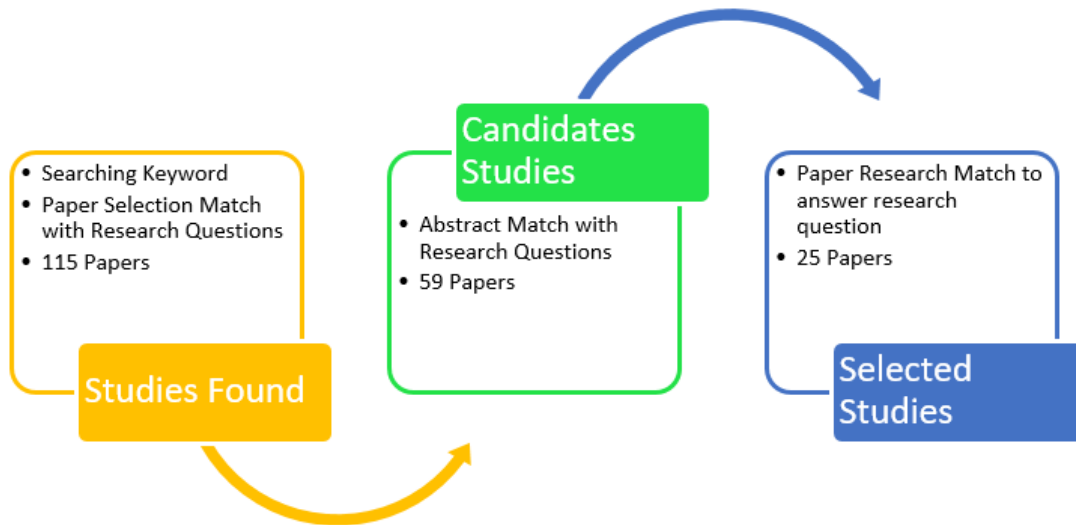 • Searching Keyword
• Paper Selection Match
with Research Questions
• 115 Papers
Studies Found
Candidates
Studies
• Abstract Match with
Research Questions
• 59 Papers
• Paper Research Match to
answer research
question
• 25 Papers
Selected
Studies